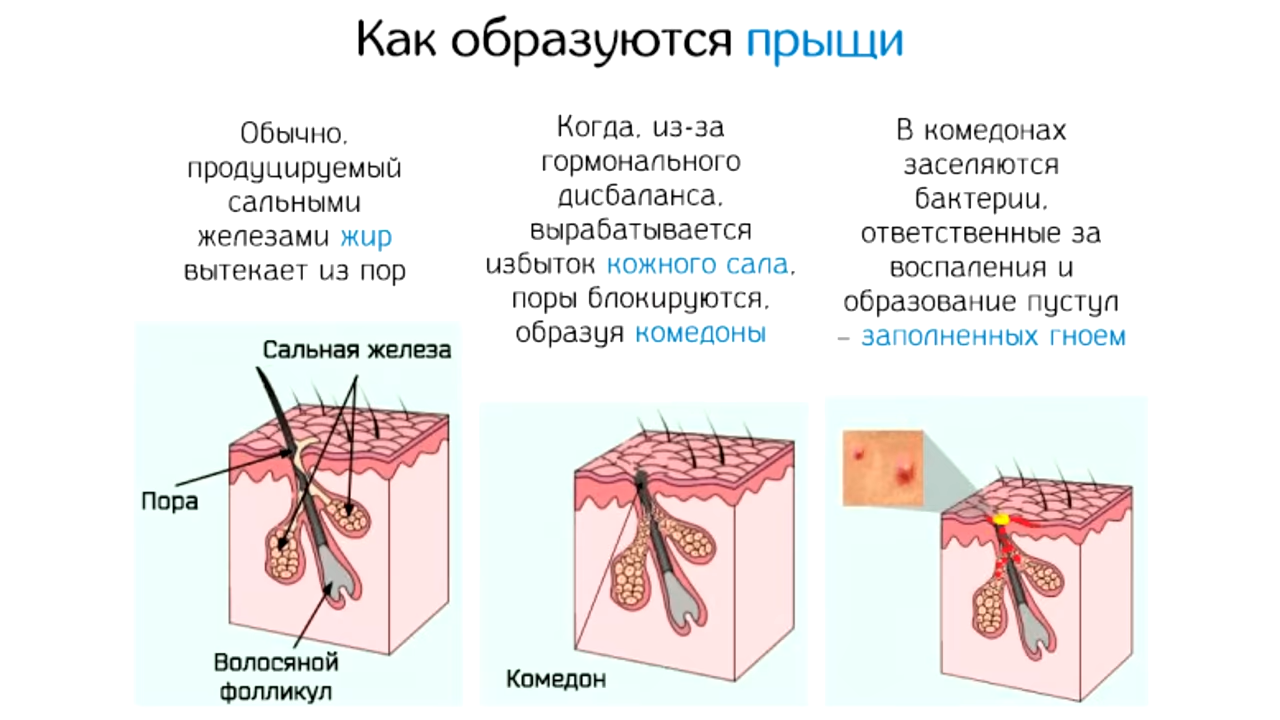 Как образуются прыщи
Обычно,
продуцируемый
сальными
железами жир
вытекает из пор
Когда, из-за
гормонального
дисбаланса,
вырабатывается
избыток кожного сала,
поры блокируются,
образуя комедоны
В комедонах
заселяются
бактерии,
ответственные за
воспаления и
образование пустул
– заполненных гноем
Сальная железа
Пора
Волосяной
фолликул
Комедон